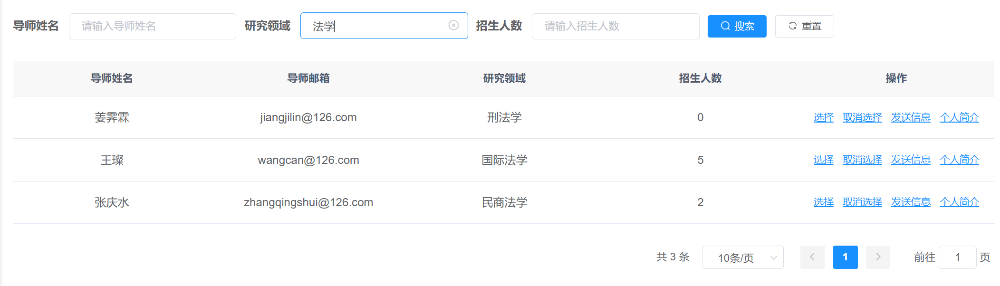 导师姓名 请输入导师姓名 研究领域 法学 招生人数 请输入招生人数 搜索 重置
导师姓名 导师邮箱 研究领域 招生人数 操作
姜霁霖 jiangjilin@126.com 刑法学 0 选择 取消选择 发送信息 个人简介
王璨 wangcan@126.com 国际法学 5 选择 取消选择 发送信息 个人简介
张庆水 zhangqingshui@126.com 民商法学 2 选择 取消选择 发送信息 个人简介
共 3 条 10条/页 1 前往 1 页